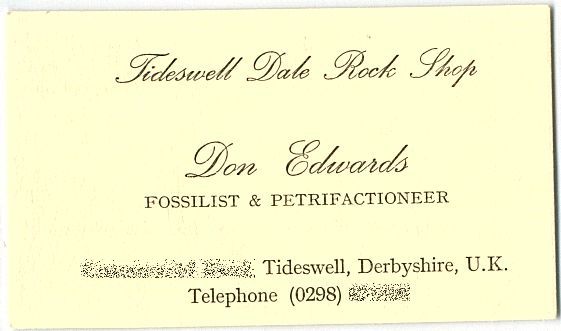 Tideswell Dale Rock Shop
Don Edwards
FOSSILIST & PETRIFACTIONEER
Tideswell, Derbyshire, U.K.
Telephone (0298)